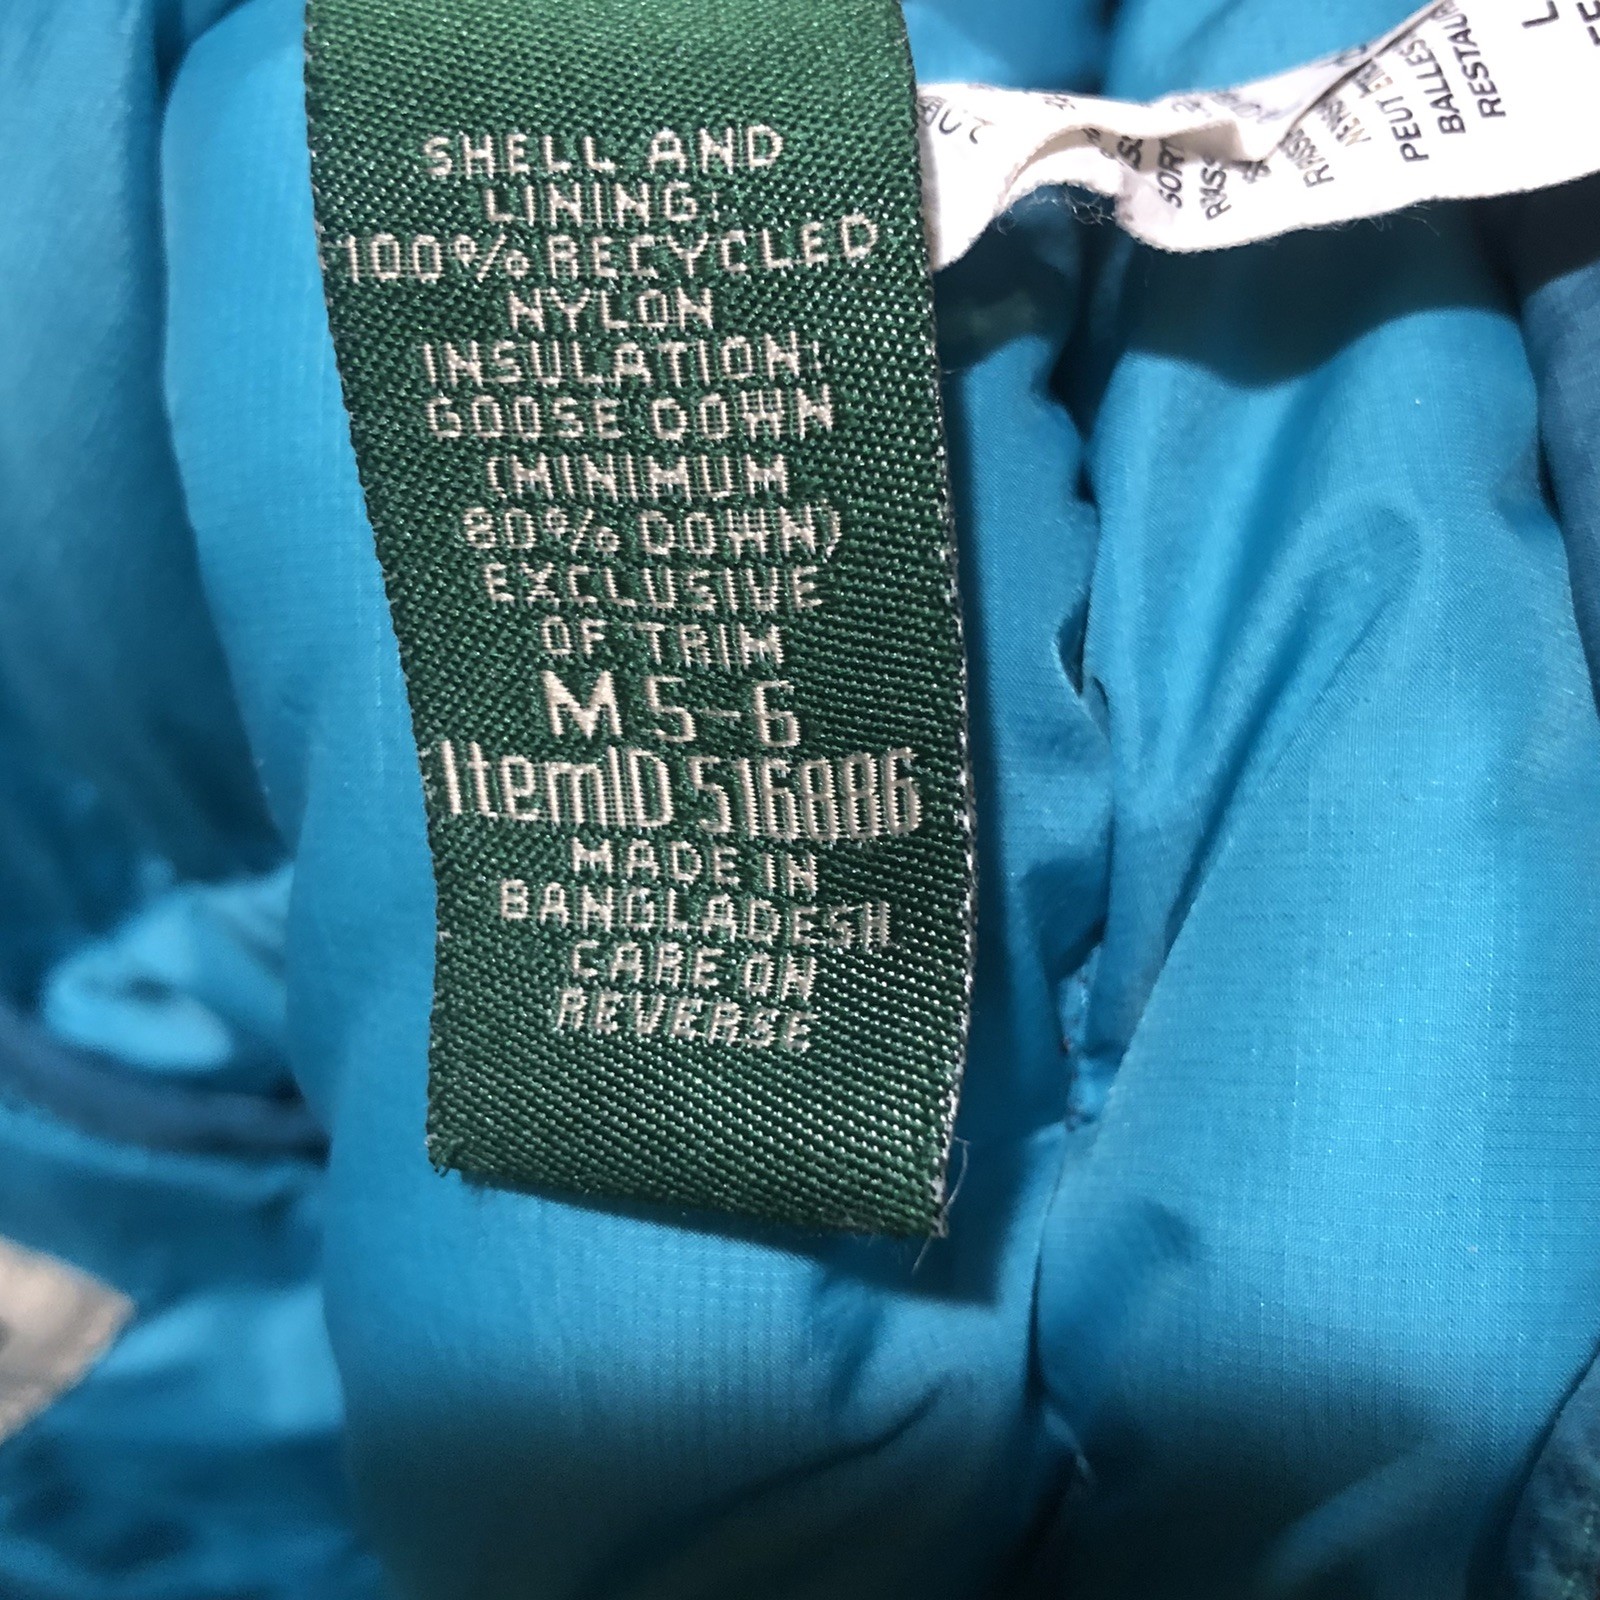 SHELL AND
LINING:
100% RECYCLED
NYLON
INSULATION:
GOOSE DOWN
(MINIMUM
80% DOWN)
EXCLUSIVE
OF TRIM
M 5-6
ItemID 516886
MADE IN
BANGLADESH
CARE ON
REVERSE
PEUT
BALLES